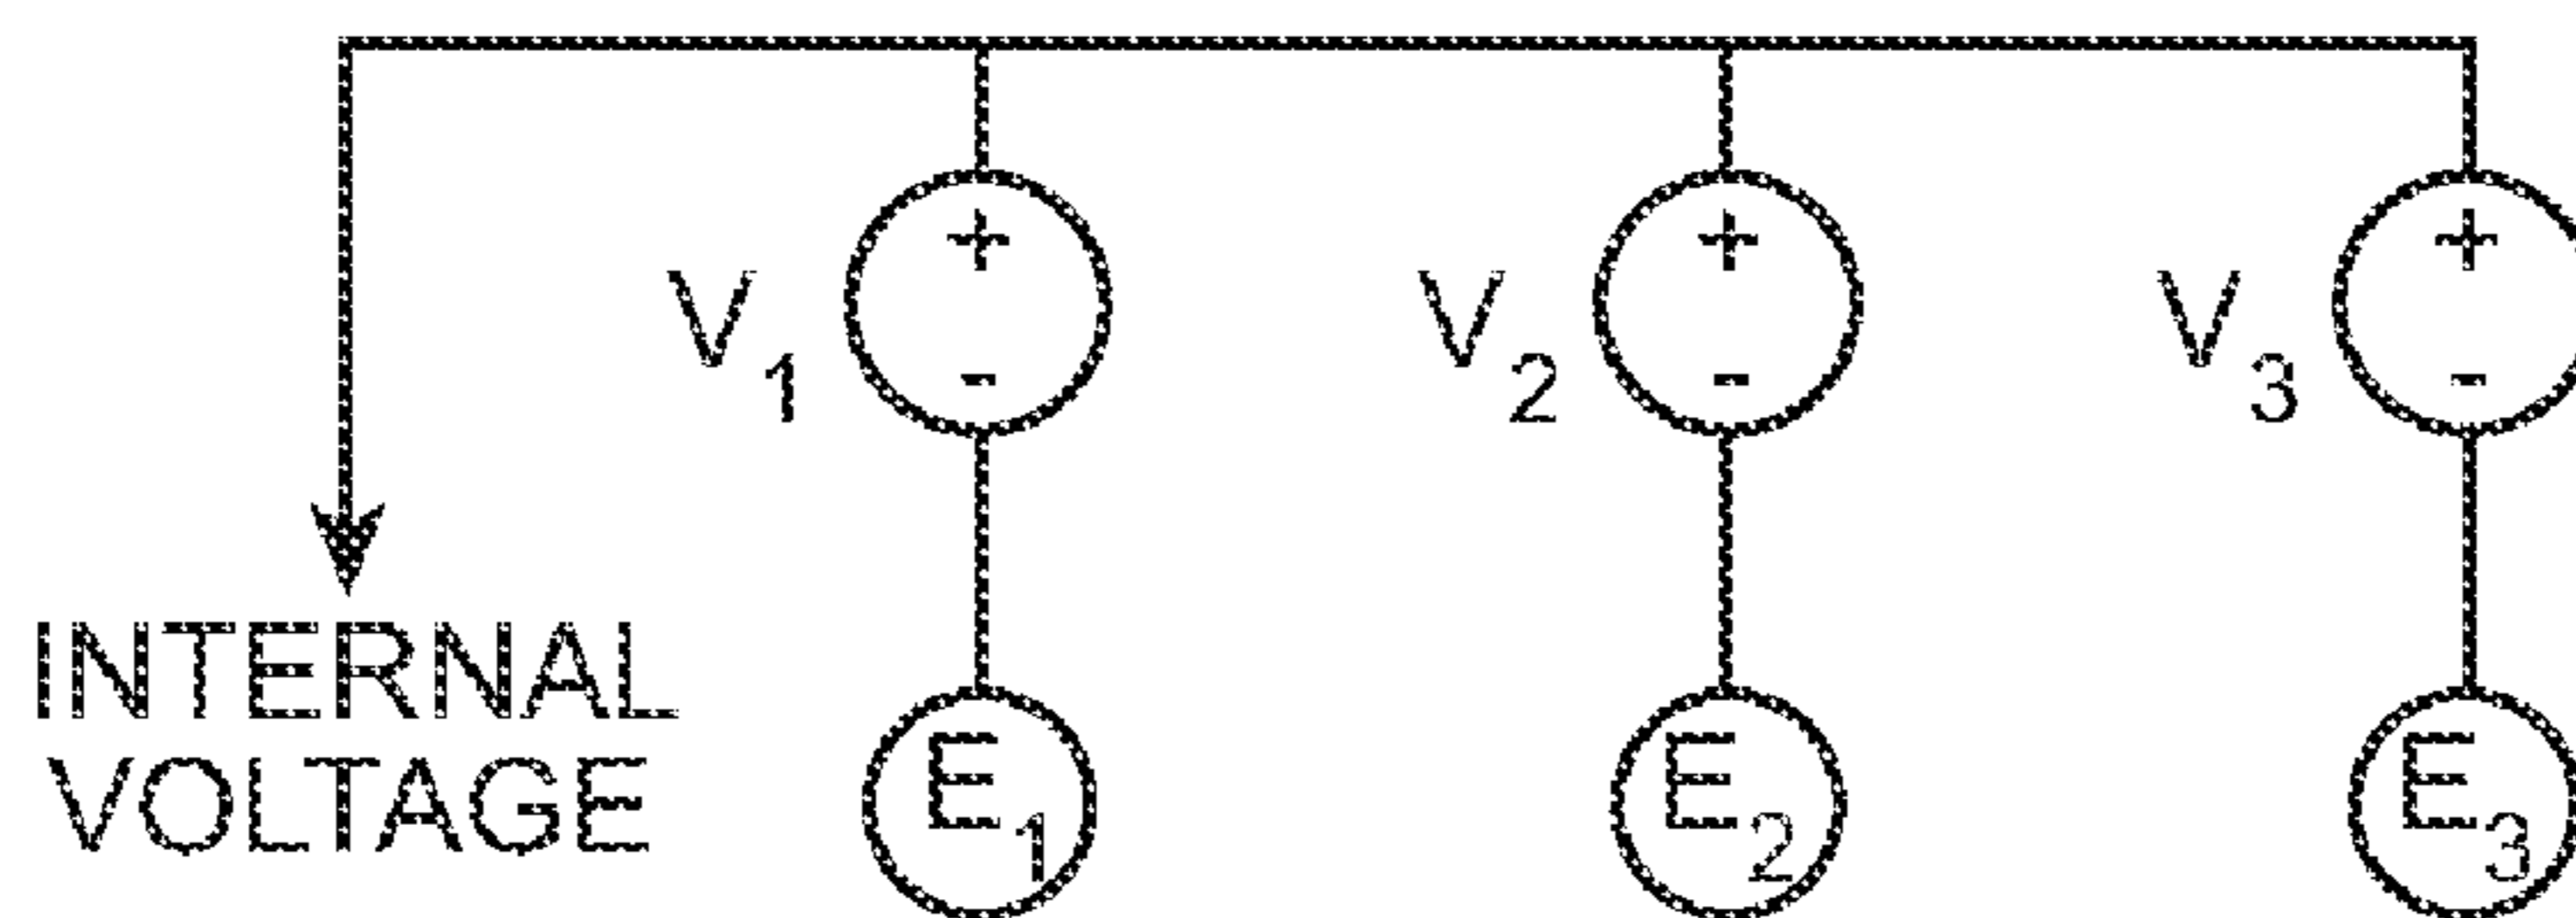 + + +
V1 V2 V3
- - -
INTERNAL
VOLTAGE
E1 E2 E3